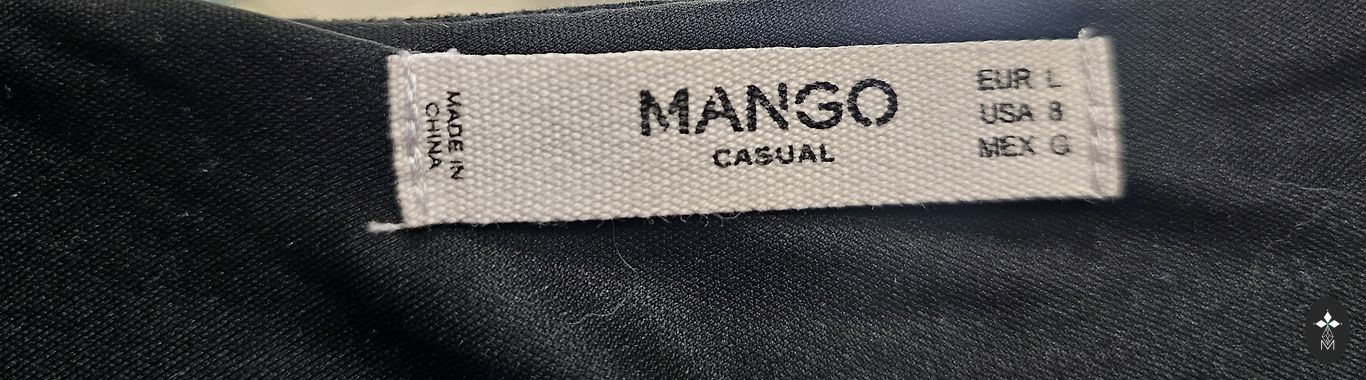 MADE IN
CHINA
MANGO
CASUAL
EUR L
USA 8
MEX G